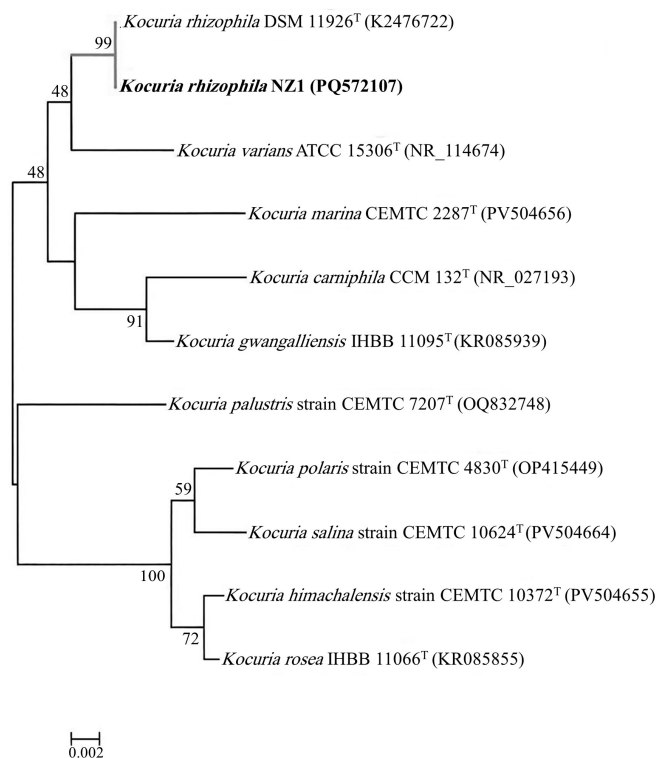 Kocuria rhizophila DSM 11926ᵀ (K2476722)
99
Kocuria rhizophila NZ1 (PQ572107)
48
Kocuria varians ATCC 15306ᵀ (NR_114674)
48
Kocuria marina CEMTC 2287ᵀ (PV504656)
Kocuria carniphila CCM 132ᵀ (NR_027193)
91
Kocuria gwangalliensis IHBB 11095ᵀ (KR085939)
Kocuria palustris strain CEMTC 7207ᵀ (OQ832748)
Kocuria polaris strain CEMTC 4830ᵀ (OP415449)
59
Kocuria salina strain CEMTC 10624ᵀ (PV504664)
100
Kocuria himachalensis strain CEMTC 10372ᵀ (PV504655)
72
Kocuria rosea IHBB 11066ᵀ (KR085855)
0.002